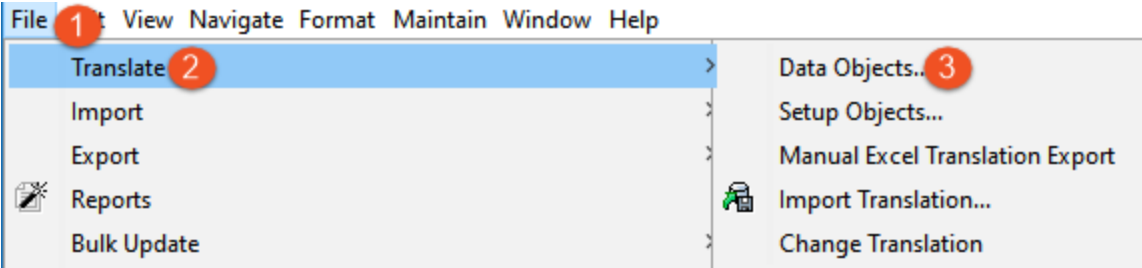 File 1 t View Navigate Format Maintain Window Help
Translate 2 > Data Objects.. 3
Import > Setup Objects...
Export > Manual Excel Translation Export
Reports Import Translation...
Bulk Update > Change Translation